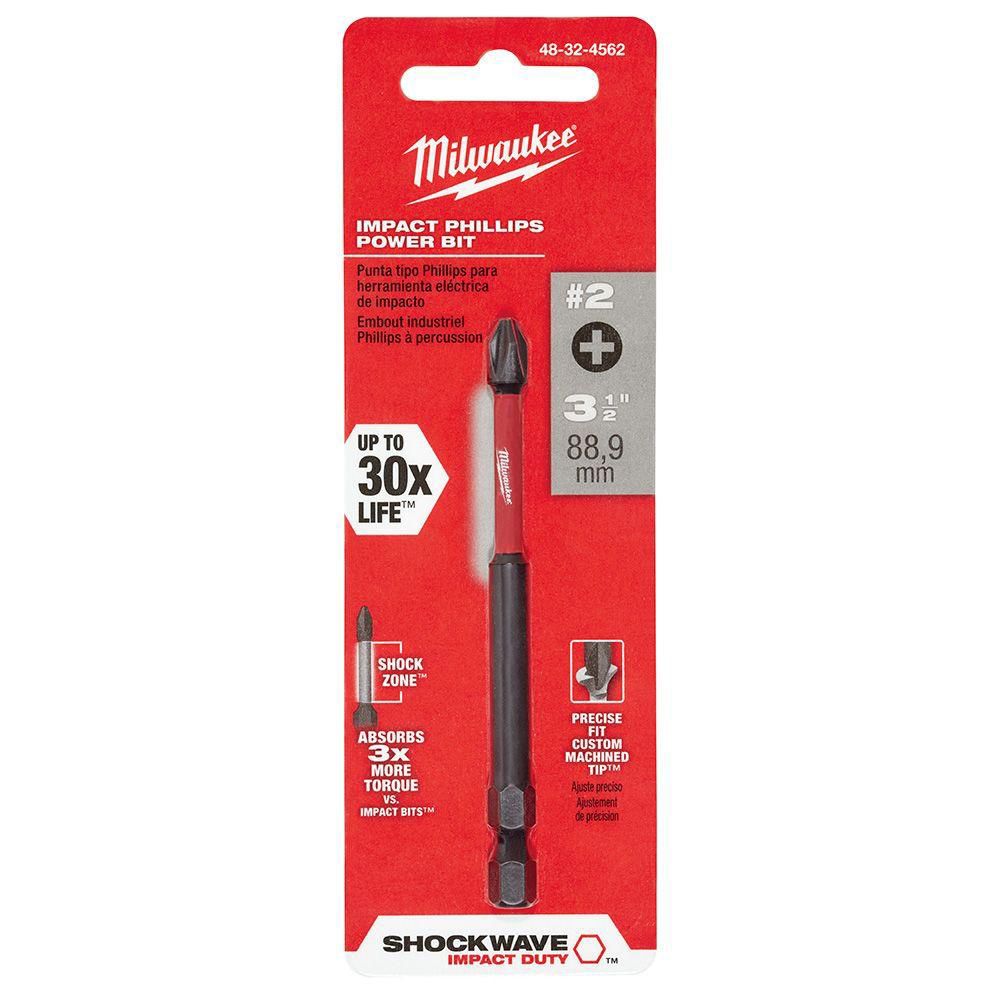 48-32-4562
Milwaukee®
IMPACT PHILLIPS
POWER BIT
Punta tipo Phillips para
herramienta eléctrica
de impacto
Embout industriel
Phillips à percussion
#2
3 1/2"
88,9
mm
UP TO
30x
LIFE™
Milwaukee
SHOCK
ZONE™
ABSORBS
3x
MORE
TORQUE
VS.
IMPACT BITS™
PRECISE
FIT
CUSTOM
MACHINED
TIP™
Ajuste preciso
Ajustement
de précision
SHOCKWAVE
IMPACT DUTY ™